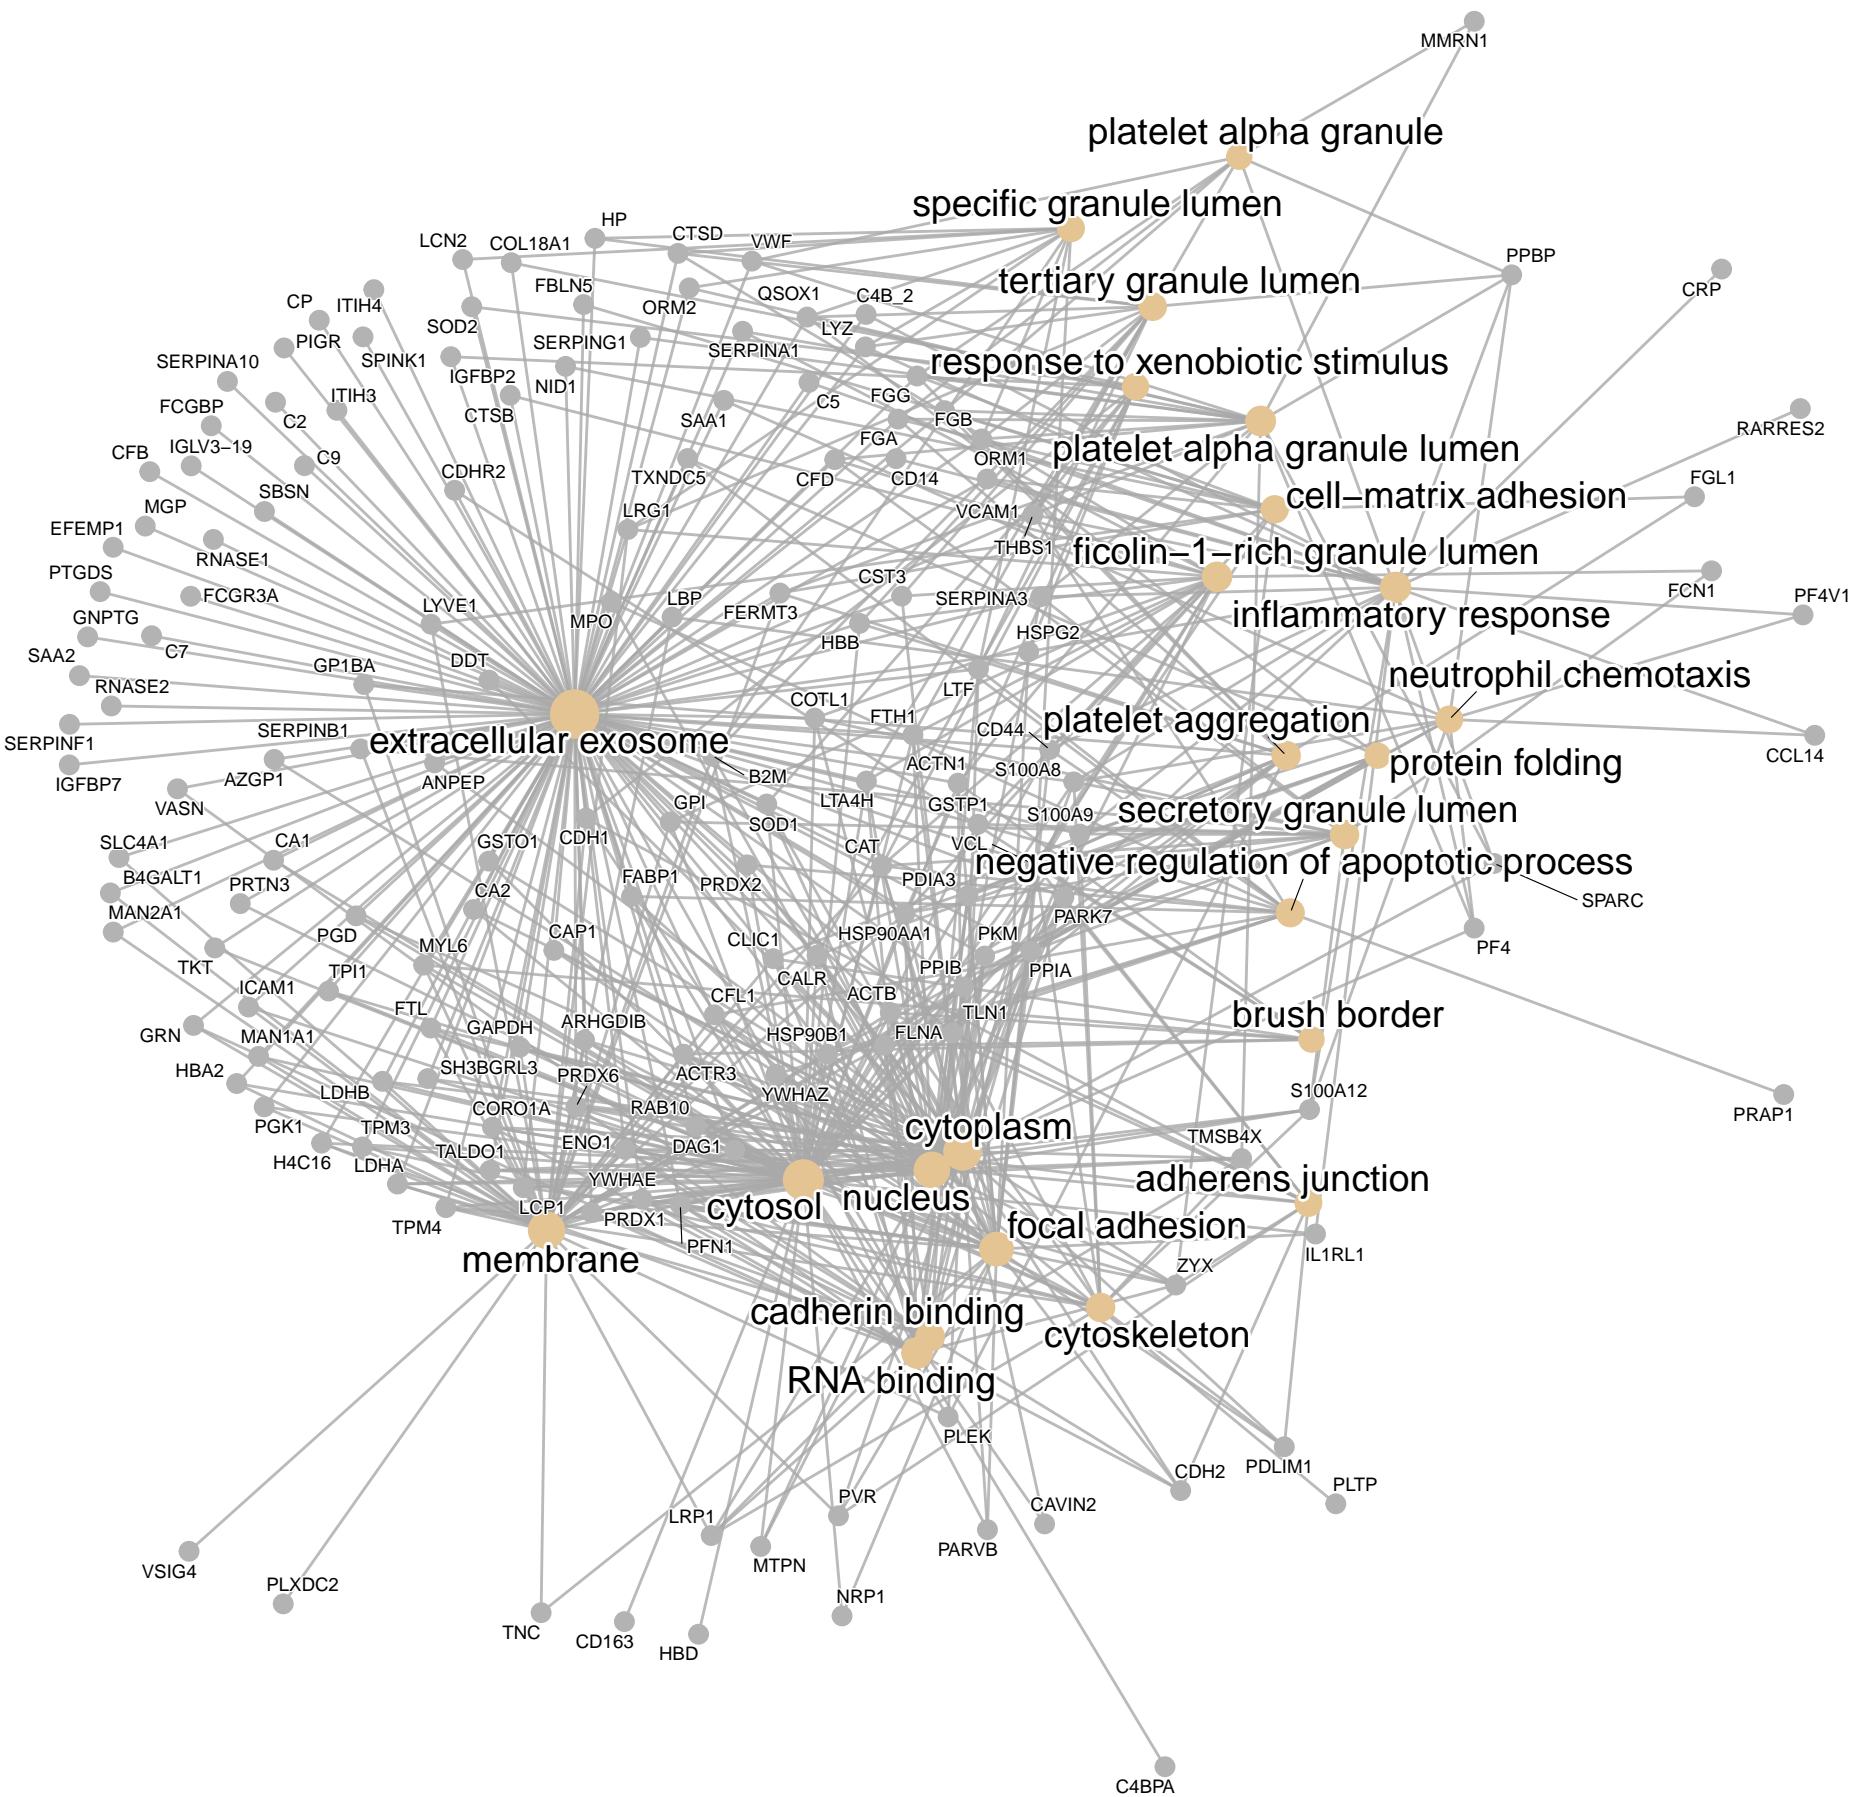 MMRN1
platelet alpha granule
specific granule lumen
HP
CTSD
VWF
LCN2
COL18A1
PPBP
CRP
tertiary granule lumen
FBLN5
ORM2
QSOX1
C4B_2
CP
ITIH4
SOD2
LYZ
PIGR
SPINK1
SERPING1
SERPINA1
response to xenobiotic stimulus
SERPINA10
IGFBP2
NID1
ITIH3
FGG
C5
FCGBP
C2
CTSB
SAA1
FGB
RARRES2
CFB
IGLV3−19
C9
FGA
platelet alpha granule lumen
ORM1
CDHR2
TXNDC5
CFD
CD14
FGL1
SBSN
cell−matrix adhesion
MGP
LRG1
VCAM1
EFEMP1
RNASE1
THBS1
ficolin−1−rich granule lumen
PTGDS
FCGR3A
CST3
SERPINA3
FCN1
PF4V1
GNPTG
LYVE1
MPO
LBP
FERMT3
inflammatory response
SAA2
C7
HBB
HSPG2
GP1BA
DDT
RNASE2
LTF
neutrophil chemotaxis
COTL1
FTH1
SERPINF1
SERPINB1
extracellular exosome
CD44
platelet aggregation
CCL14
IGFBP7
AZGP1
ANPEP
B2M
ACTN1
S100A8
protein folding
VASN
GPI
LTA4H
GSTP1
SOD1
S100A9
secretory granule lumen
SLC4A1
CA1
GSTO1
CDH1
CAT
VCL
negative regulation of apoptotic process
B4GALT1
PRTN3
CA2
FABP1
PRDX2
PDIA3
SPARC
MAN2A1
PGD
MYL6
CAP1
CLIC1
HSP90AA1
PKM
PARK7
PF4
TKT
TPI1
CALR
PPIB
PPIA
ICAM1
FTL
CFL1
ACTB
TLN1
brush border
GRN
MAN1A1
GAPDH
ARHGDIB
HSP90B1
FLNA
HBA2
LDHB
SH3BGRL3
PRDX6
ACTR3
YWHAZ
S100A12
PRAP1
PGK1
TPM3
CORO1A
RAB10
cytoplasm
H4C16
LDHA
TALDO1
ENO1
DAG1
TMSB4X
YWHAE
adherens junction
TPM4
LCP1
PRDX1
cytosol
nucleus
focal adhesion
membrane
PFN1
ZYX
IL1RL1
cadherin binding
cytoskeleton
RNA binding
PLEK
CDH2
PDLIM1
PLTP
LRP1
PVR
CAVIN2
VSIG4
MTPN
PARVB
PLXDC2
NRP1
TNC
CD163
HBD
C4BPA